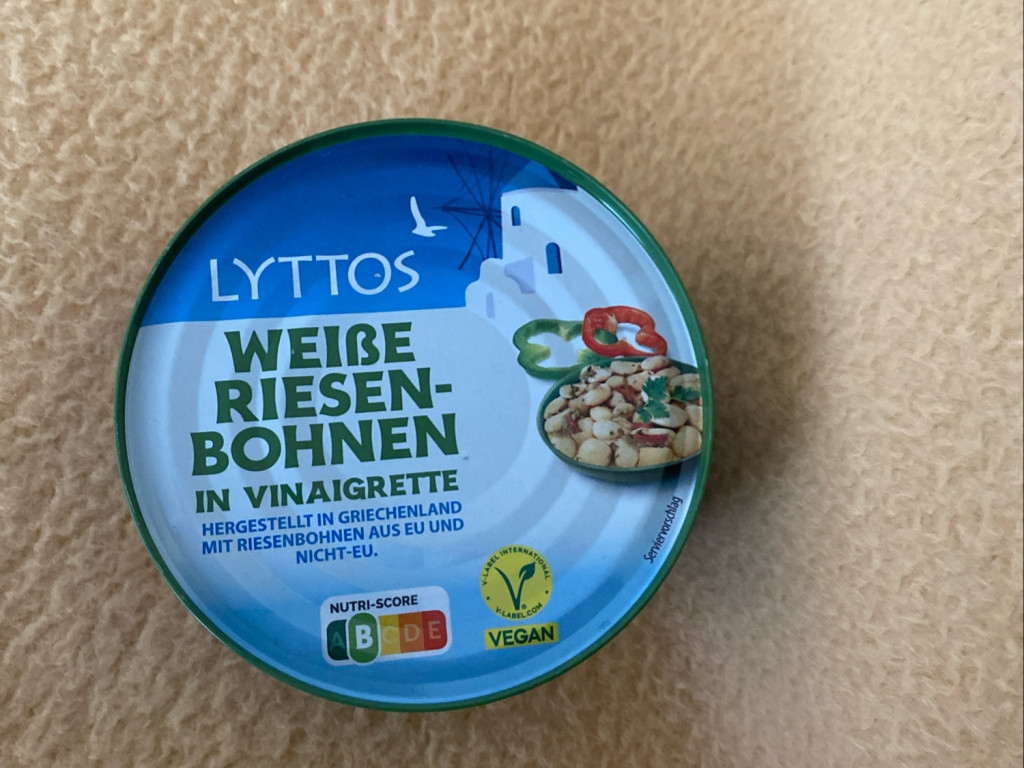 LYTTOS
WEIßE
RIESEN-
BOHNEN
IN VINAIGRETTE
HERGESTELLT IN GRIECHENLAND
MIT RIESENBOHNEN AUS EU UND
NICHT-EU.
Serviervorschlag
NUTRI-SCORE
A B C D E
V-LABEL INTERNATIONAL
V-LABEL.COM
VEGAN